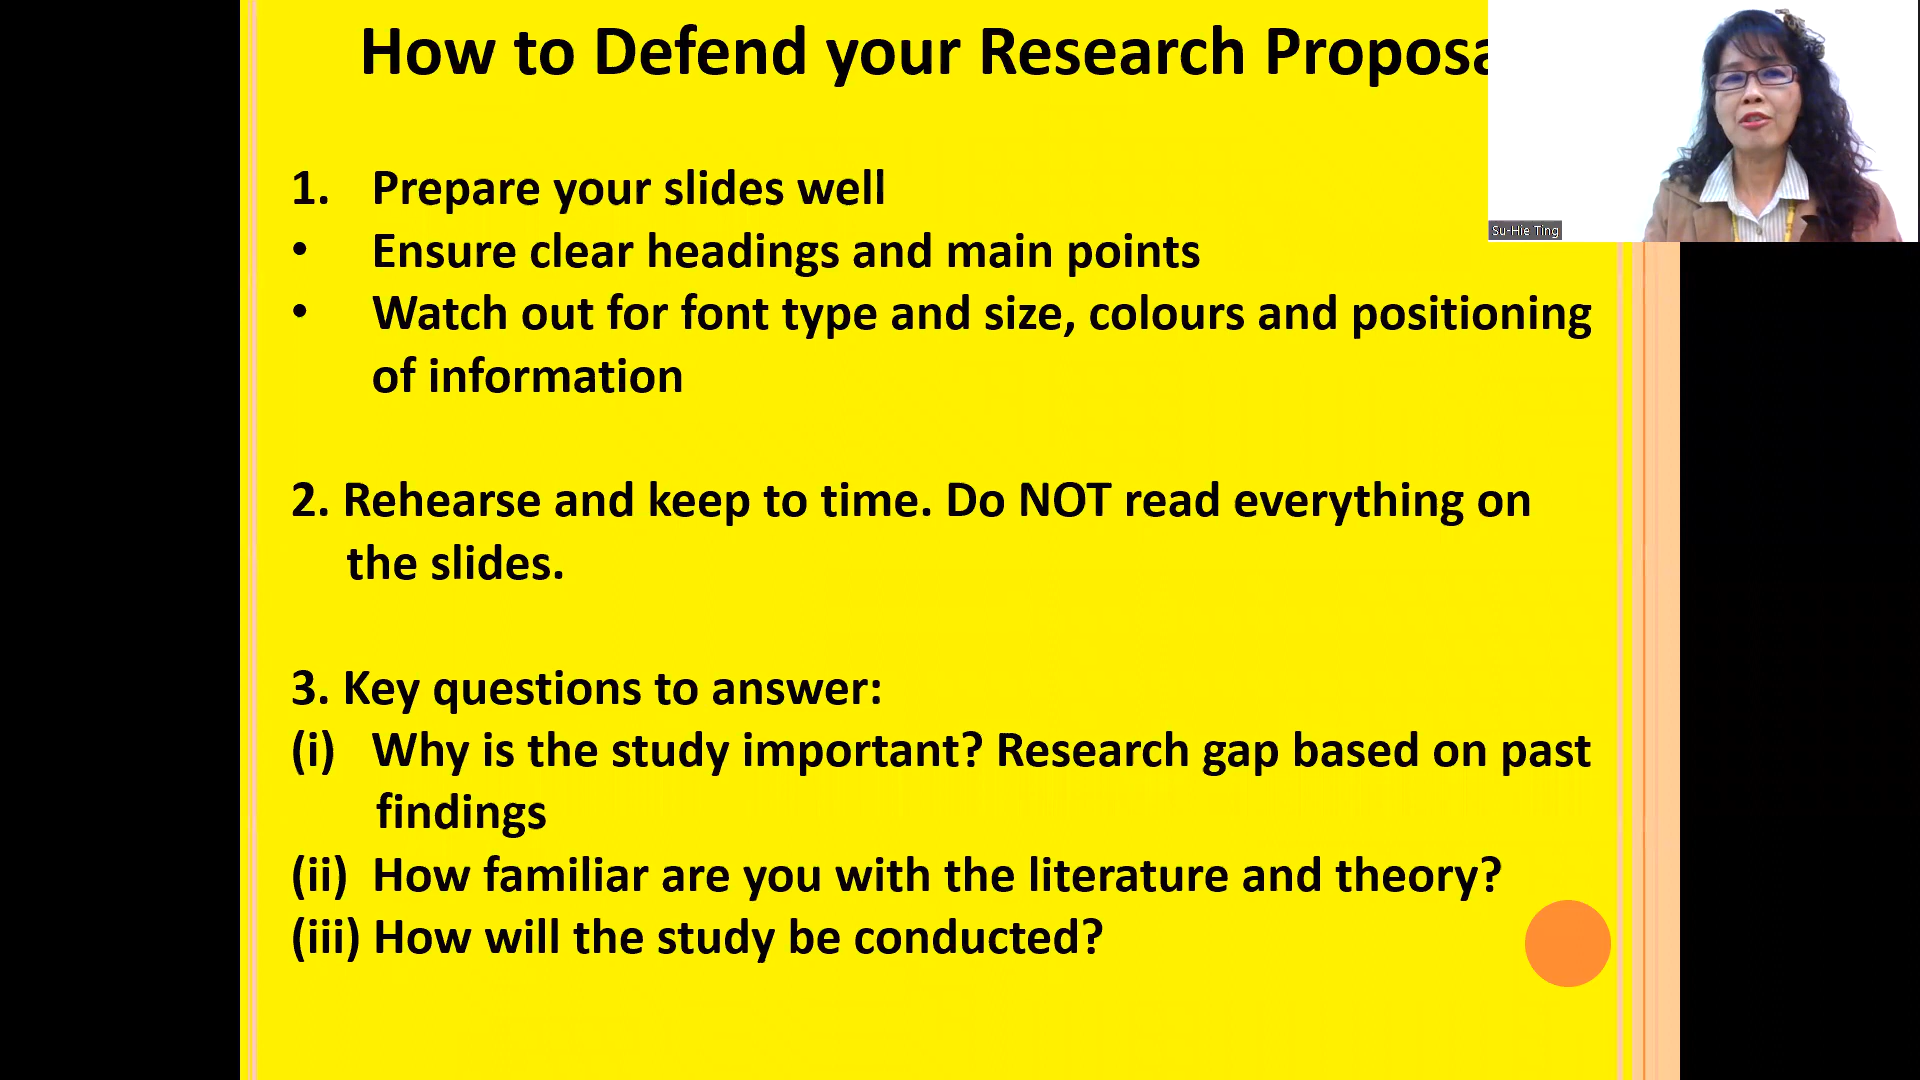 How to Defend your Research Proposa
1. Prepare your slides well
• Ensure clear headings and main points
• Watch out for font type and size, colours and positioning
of information
2. Rehearse and keep to time. Do NOT read everything on
the slides.
3. Key questions to answer:
(i) Why is the study important? Research gap based on past
findings
(ii) How familiar are you with the literature and theory?
(iii) How will the study be conducted?
Su-Hie Ting